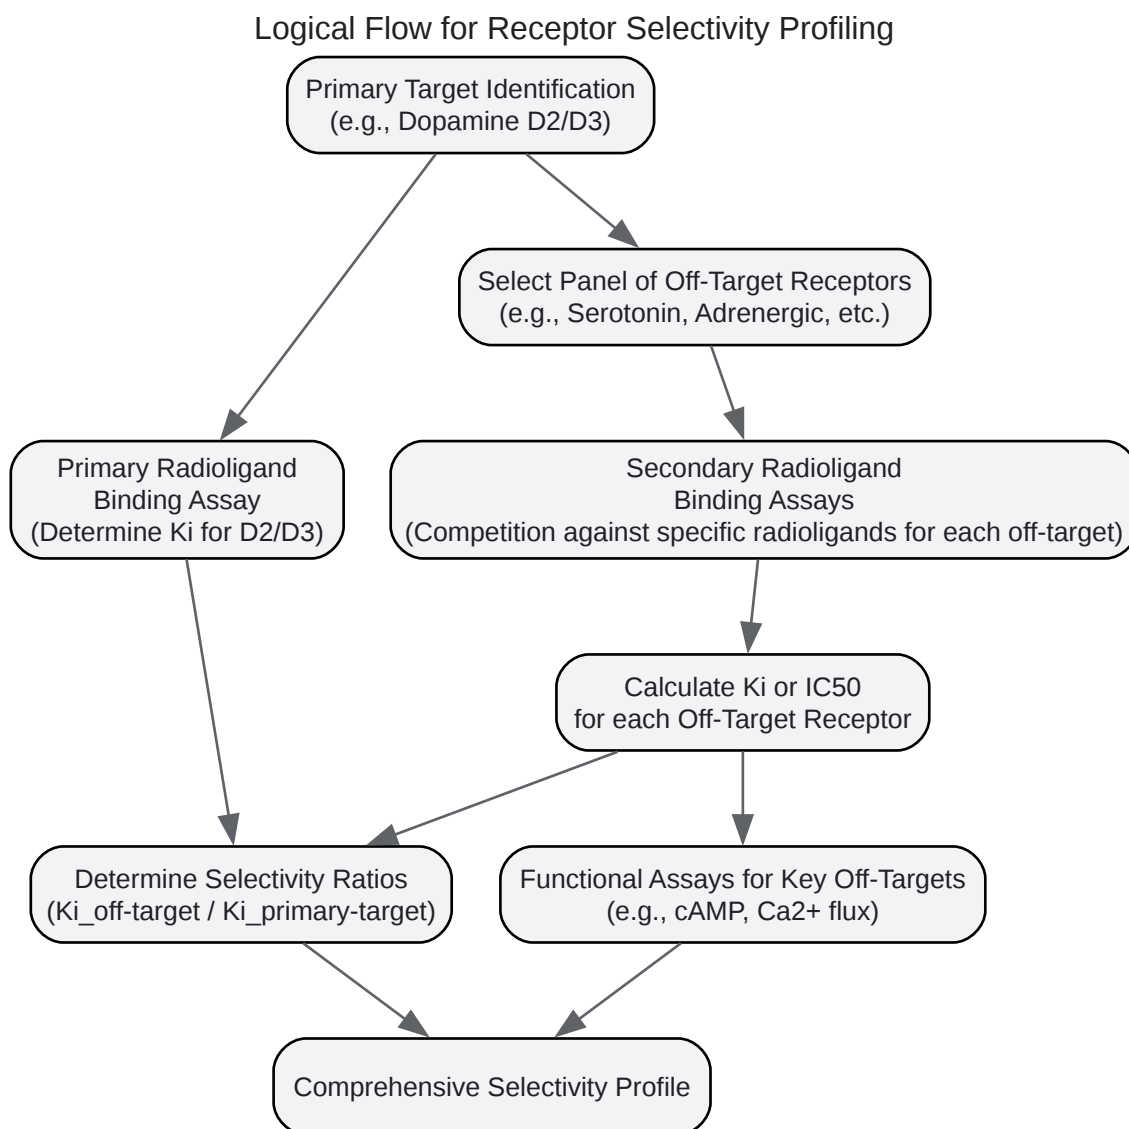 Logical Flow for Receptor Selectivity Profiling
Primary Target Identification
(e.g., Dopamine D2/D3)
Select Panel of Off-Target Receptors
(e.g., Serotonin, Adrenergic, etc.)
Primary Radioligand
Binding Assay
(Determine Ki for D2/D3)
Secondary Radioligand
Binding Assays
(Competition against specific radioligands for each off-target)
Calculate Ki or IC50
for each Off-Target Receptor
Determine Selectivity Ratios
(Ki_off-target / Ki_primary-target)
Functional Assays for Key Off-Targets
(e.g., cAMP, Ca2+ flux)
Comprehensive Selectivity Profile